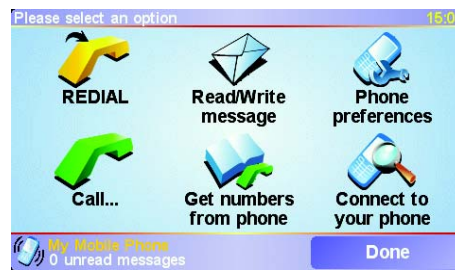 Please select an option 15:0
REDIAL
Read/Write
message
Phone
preferences
Call...
Get numbers
from phone
Connect to
your phone
My Mobile Phone
0 unread messages
Done